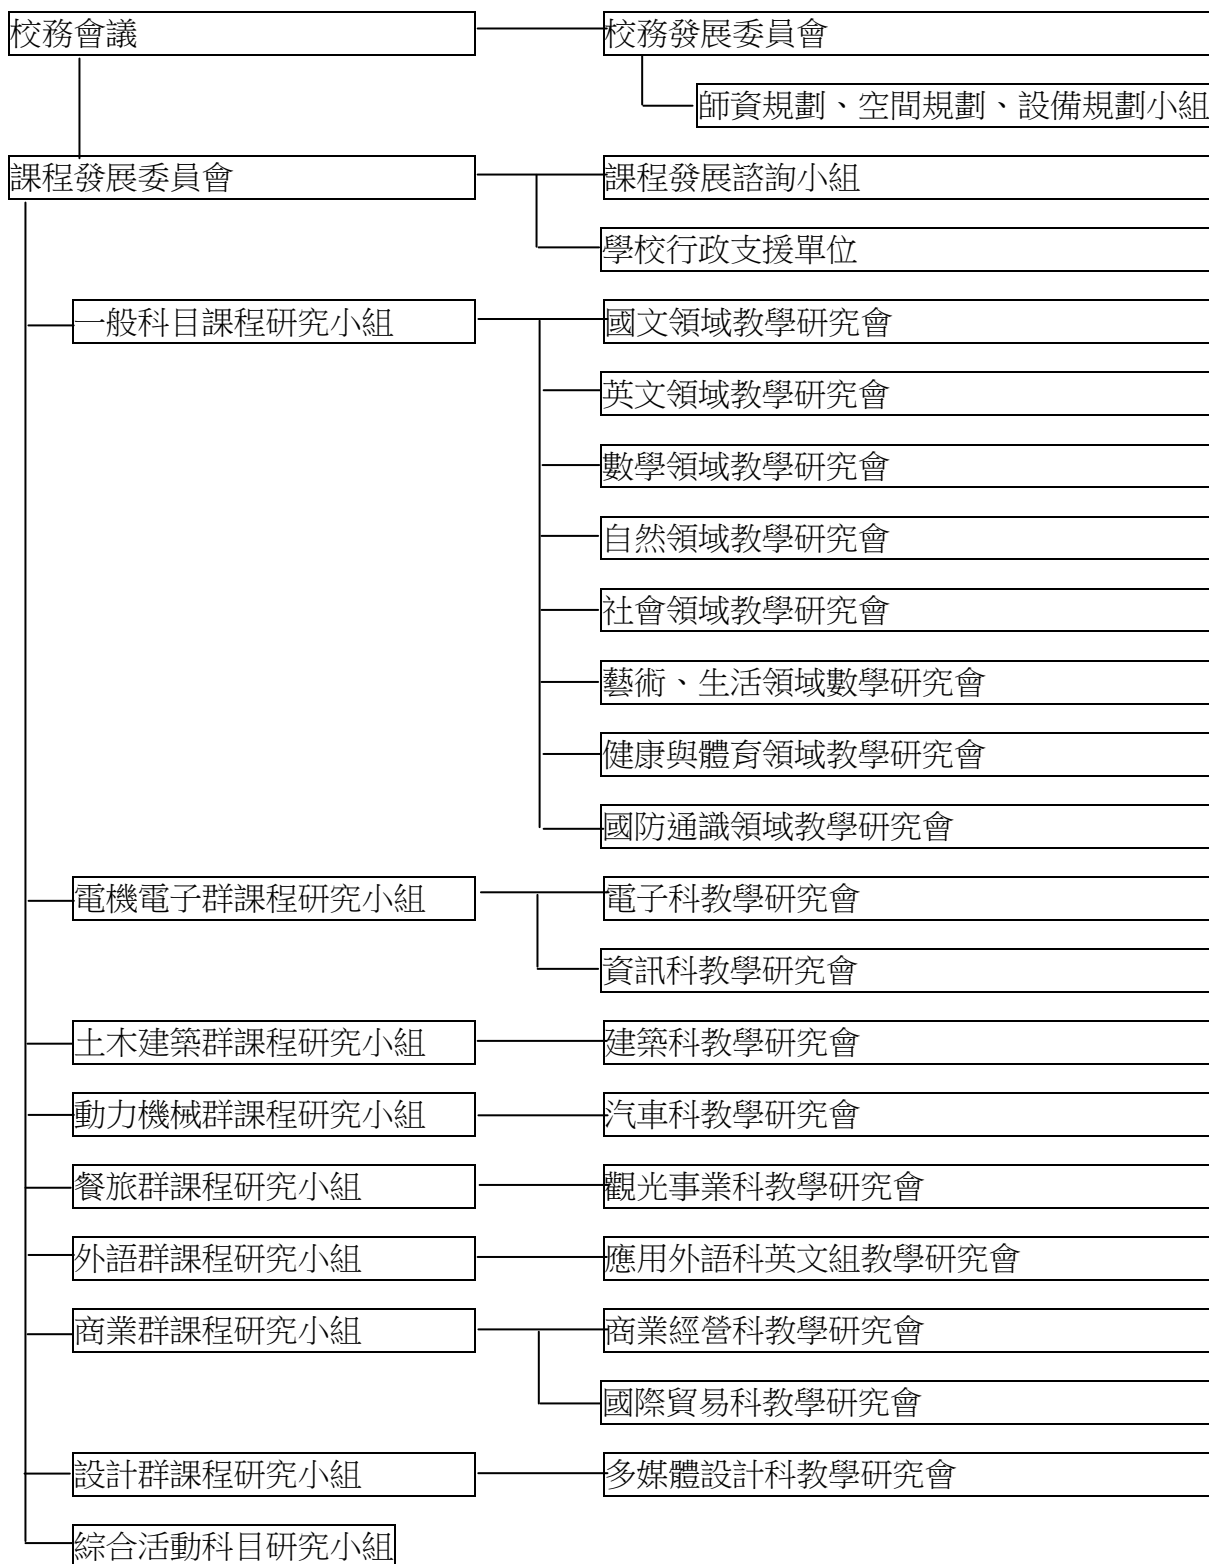 校務會議
校務發展委員會
師資規劃、空間規劃、設備規劃小組
課程發展委員會
課程發展諮詢小組
學校行政支援單位
一般科目課程研究小組
國文領域教學研究會
英文領域教學研究會
數學領域教學研究會
自然領域教學研究會
社會領域教學研究會
藝術、生活領域數學研究會
健康與體育領域教學研究會
國防通識領域教學研究會
電機電子群課程研究小組
電子科教學研究會
資訊科教學研究會
土木建築群課程研究小組
建築科教學研究會
動力機械群課程研究小組
汽車科教學研究會
餐旅群課程研究小組
觀光事業科教學研究會
外語群課程研究小組
應用外語科英文組教學研究會
商業群課程研究小組
商業經營科教學研究會
國際貿易科教學研究會
設計群課程研究小組
多媒體設計科教學研究會
綜合活動科目研究小組